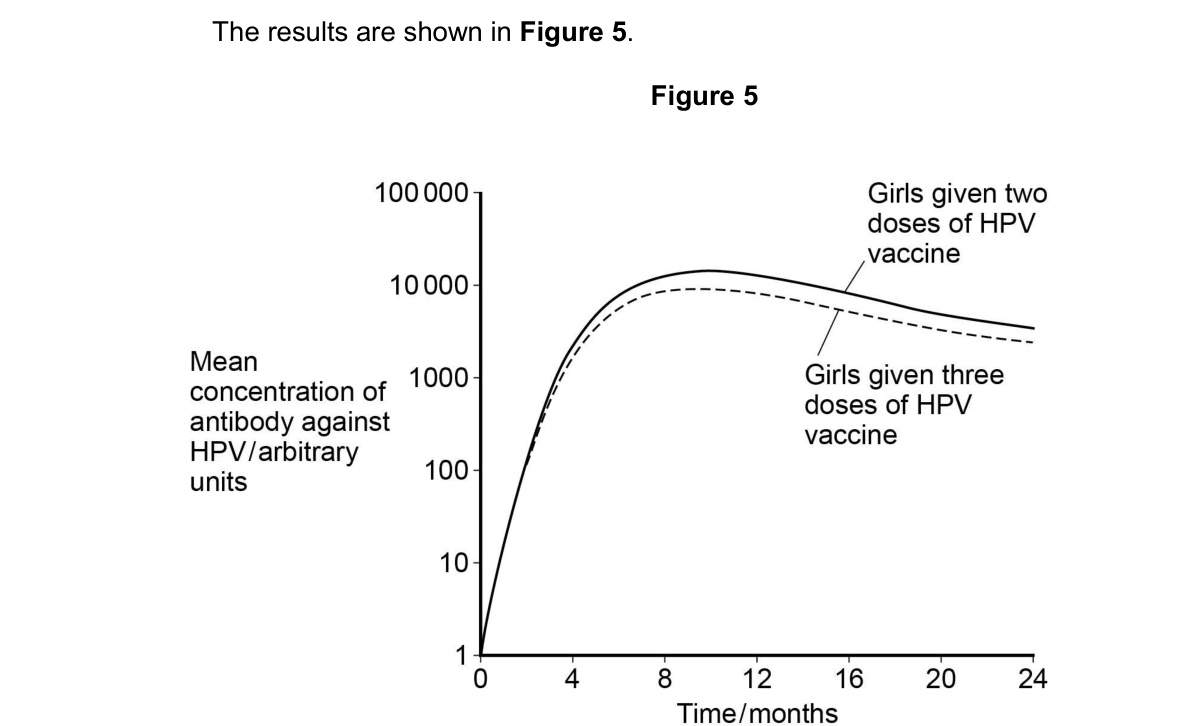 The results are shown in Figure 5.
Figure 5
100 000
10 000
1000
100
10
1
Mean
concentration of
antibody against
HPV/arbitrary
units
Girls given two
doses of HPV
vaccine
Girls given three
doses of HPV
vaccine
0 4 8 12 16 20 24
Time/months